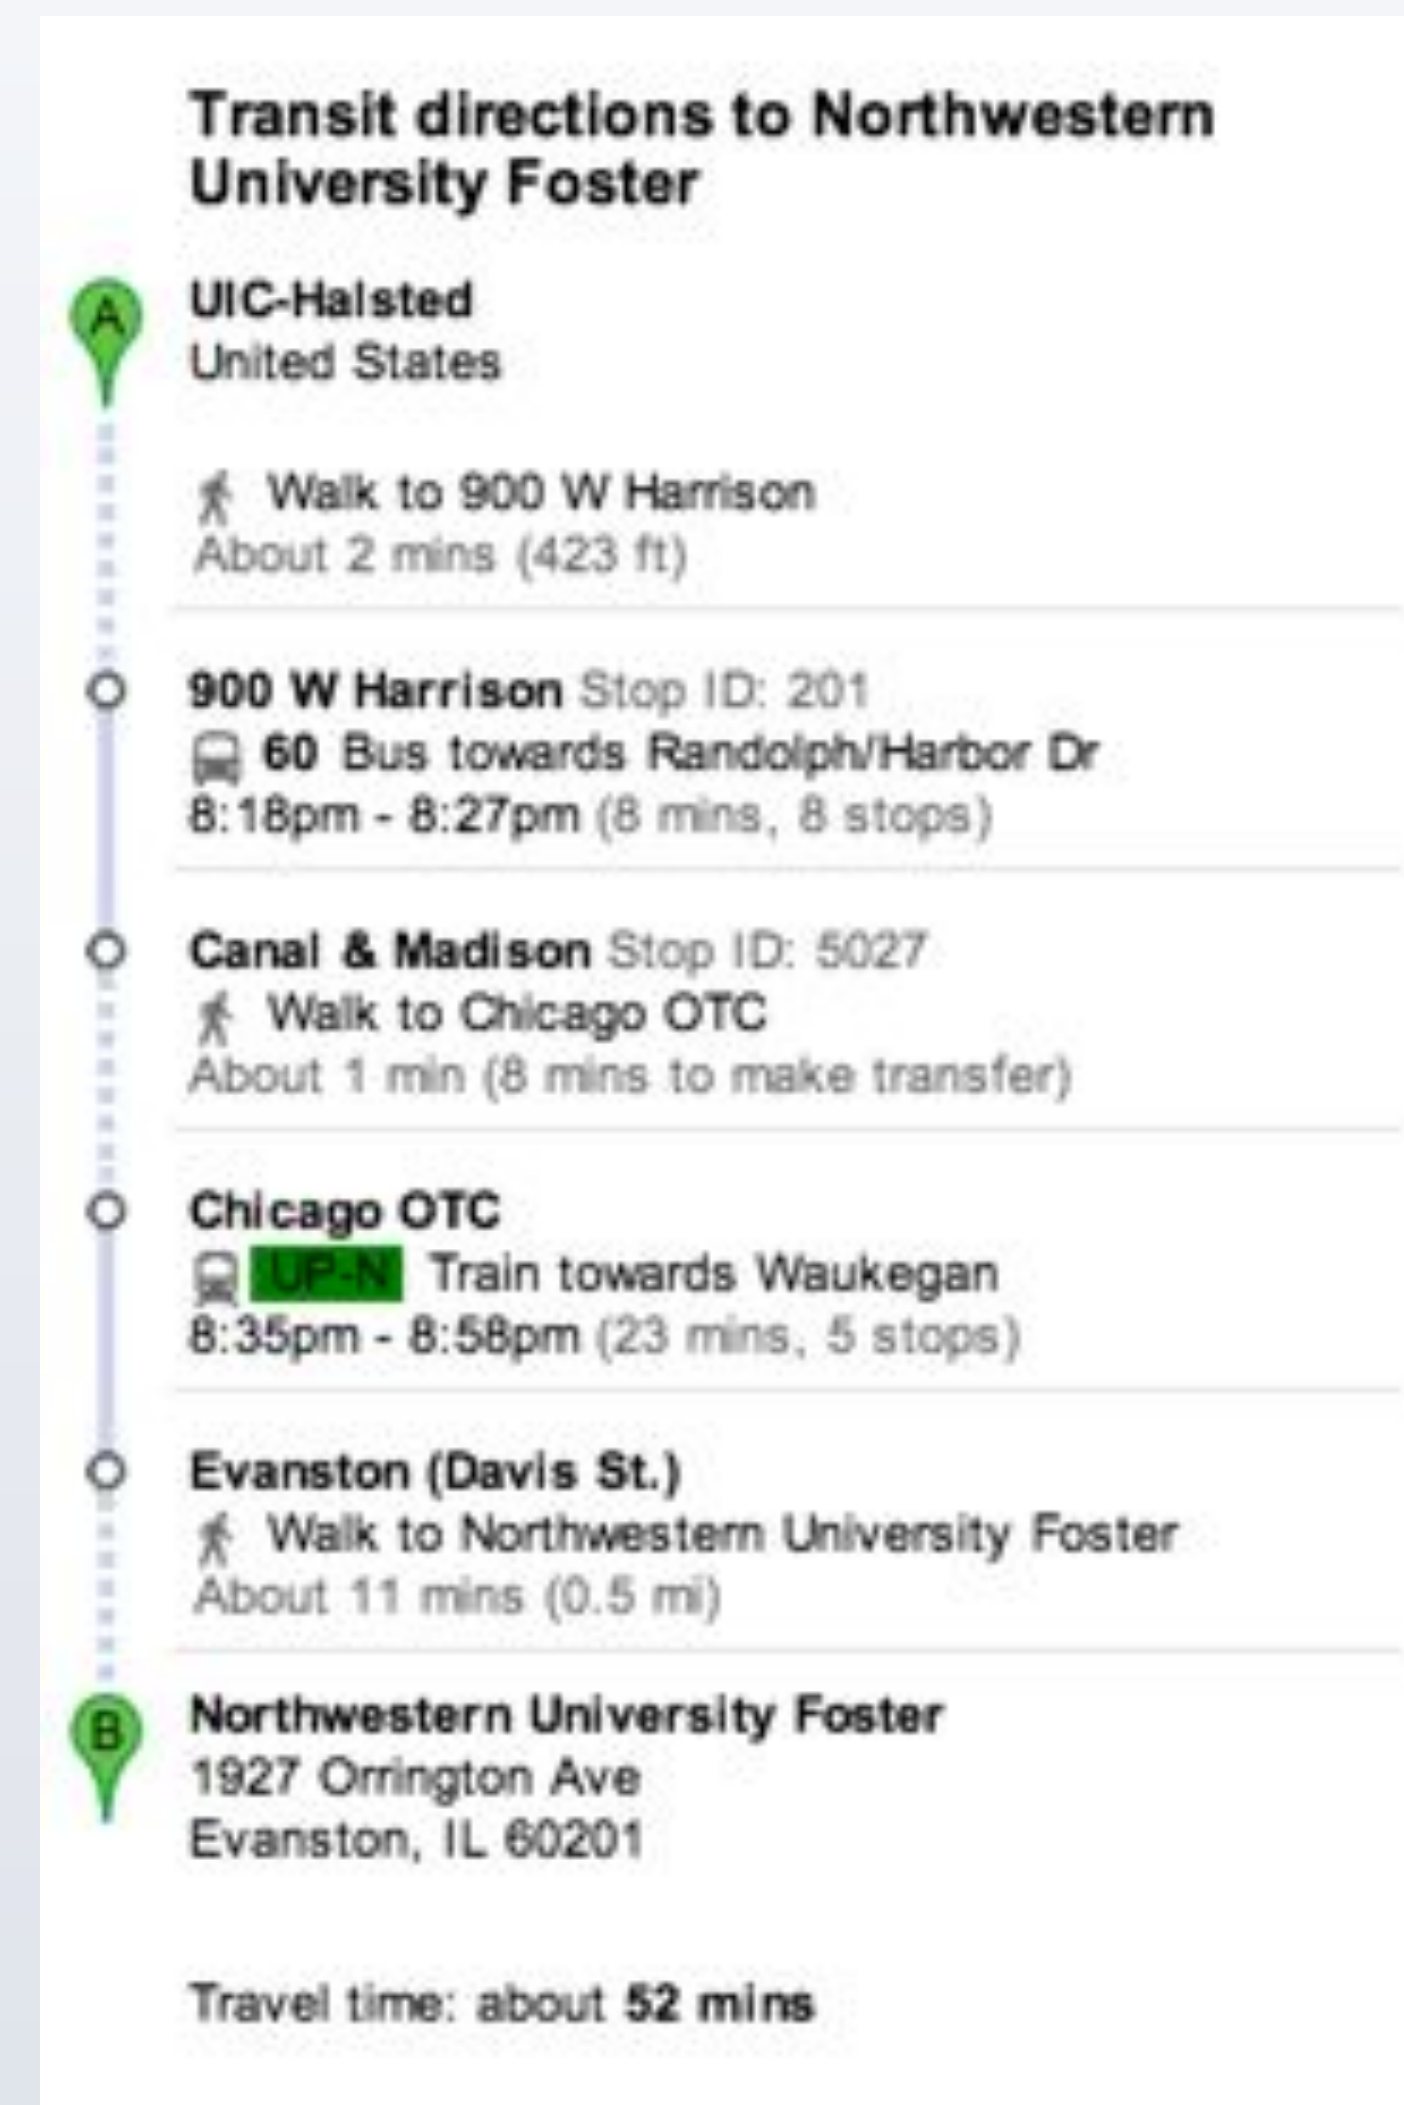 Transit directions to Northwestern
University Foster
A
UIC-Halsted
United States
Walk to 900 W Harrison
About 2 mins (423 ft)
900 W Harrison Stop ID: 201
60 Bus towards Randolph/Harbor Dr
8:18pm - 8:27pm (8 mins, 8 stops)
Canal & Madison Stop ID: 5027
Walk to Chicago OTC
About 1 min (8 mins to make transfer)
Chicago OTC
UP-N Train towards Waukegan
8:35pm - 8:58pm (23 mins, 5 stops)
Evanston (Davis St.)
Walk to Northwestern University Foster
About 11 mins (0.5 mi)
B
Northwestern University Foster
1927 Orrington Ave
Evanston, IL 60201
Travel time: about 52 mins